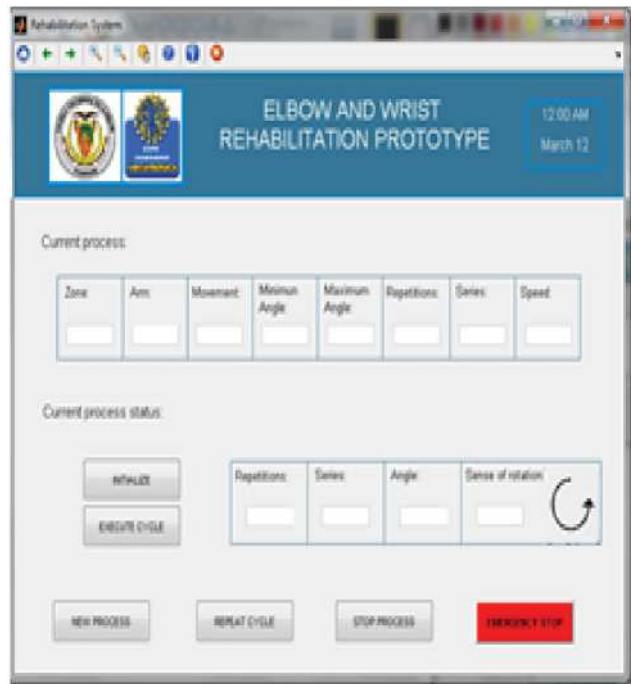 Rehabilitation System
ELBOW AND WRIST
REHABILITATION PROTOTYPE
12:00 AM
March 12
Current process:
Zone: Arm: Movement: Minimun Angle: Maximum Angle: Repetitions: Series: Speed:
Current process status:
INITIALIZE
EXECUTE CYCLE
Repetitions: Series: Angle: Sense of rotation:
NEW PROCESS REPEAT CYCLE STOP PROCESS EMERGENCY STOP